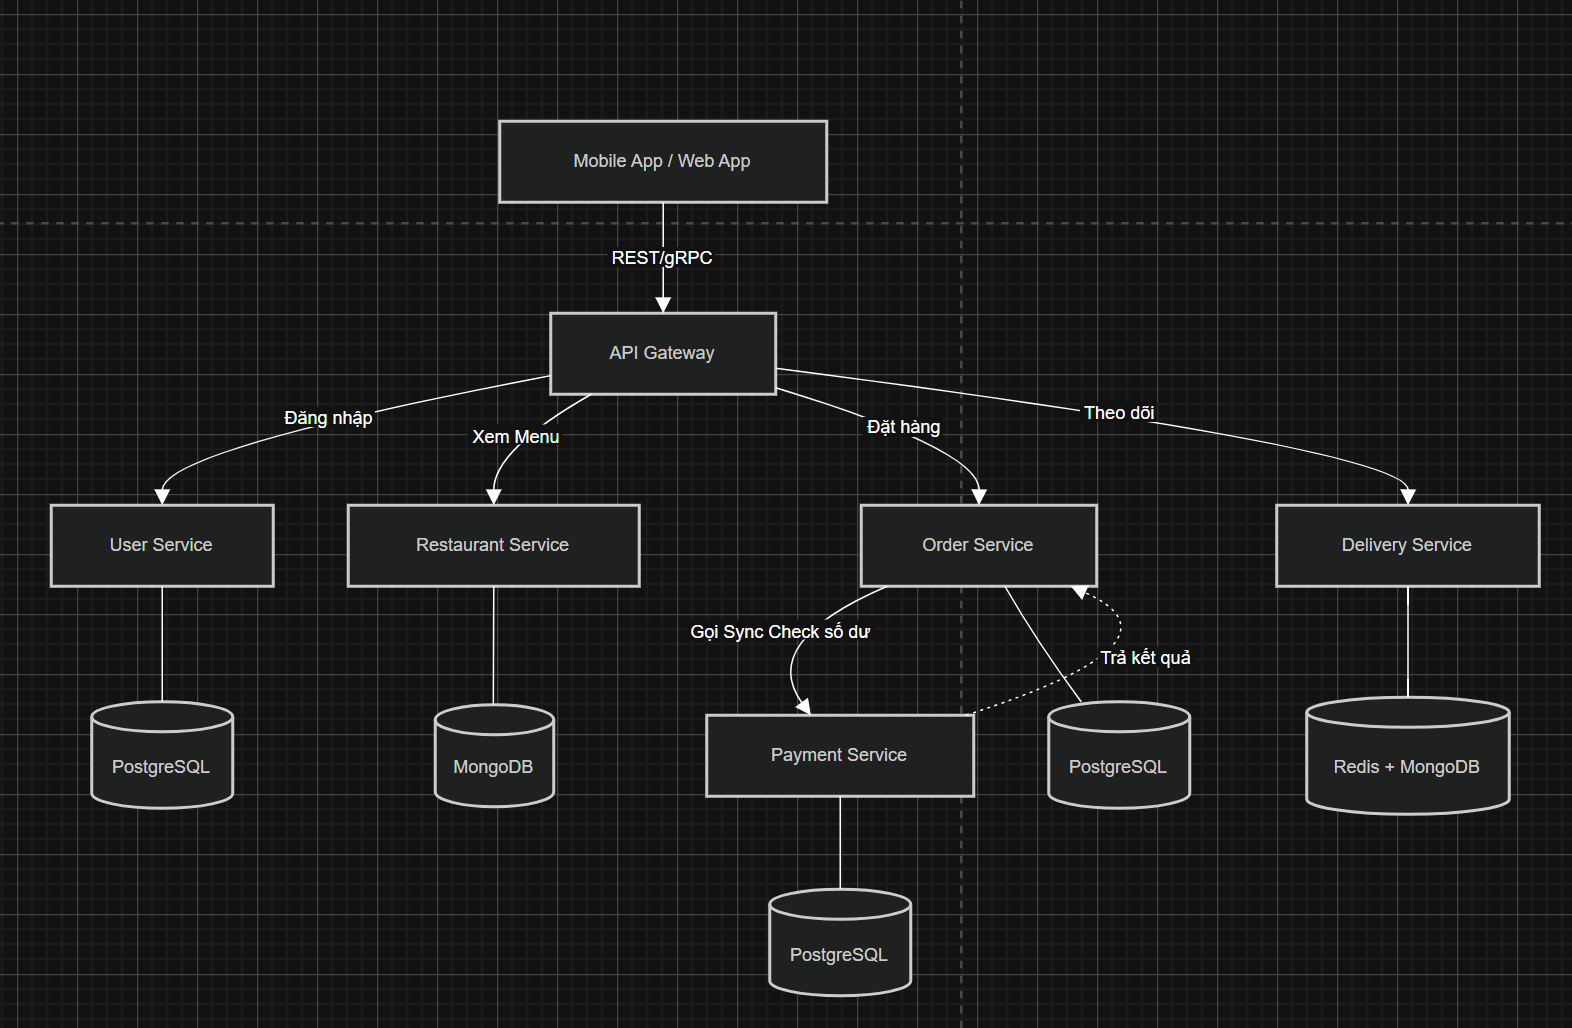 Mobile App / Web App
REST/gRPC
API Gateway
Đăng nhập
Xem Menu
Đặt hàng
Theo dõi
User Service
Restaurant Service
Order Service
Delivery Service
Gọi Sync Check số dư
Trả kết quả
Payment Service
PostgreSQL
MongoDB
PostgreSQL
Redis + MongoDB
PostgreSQL